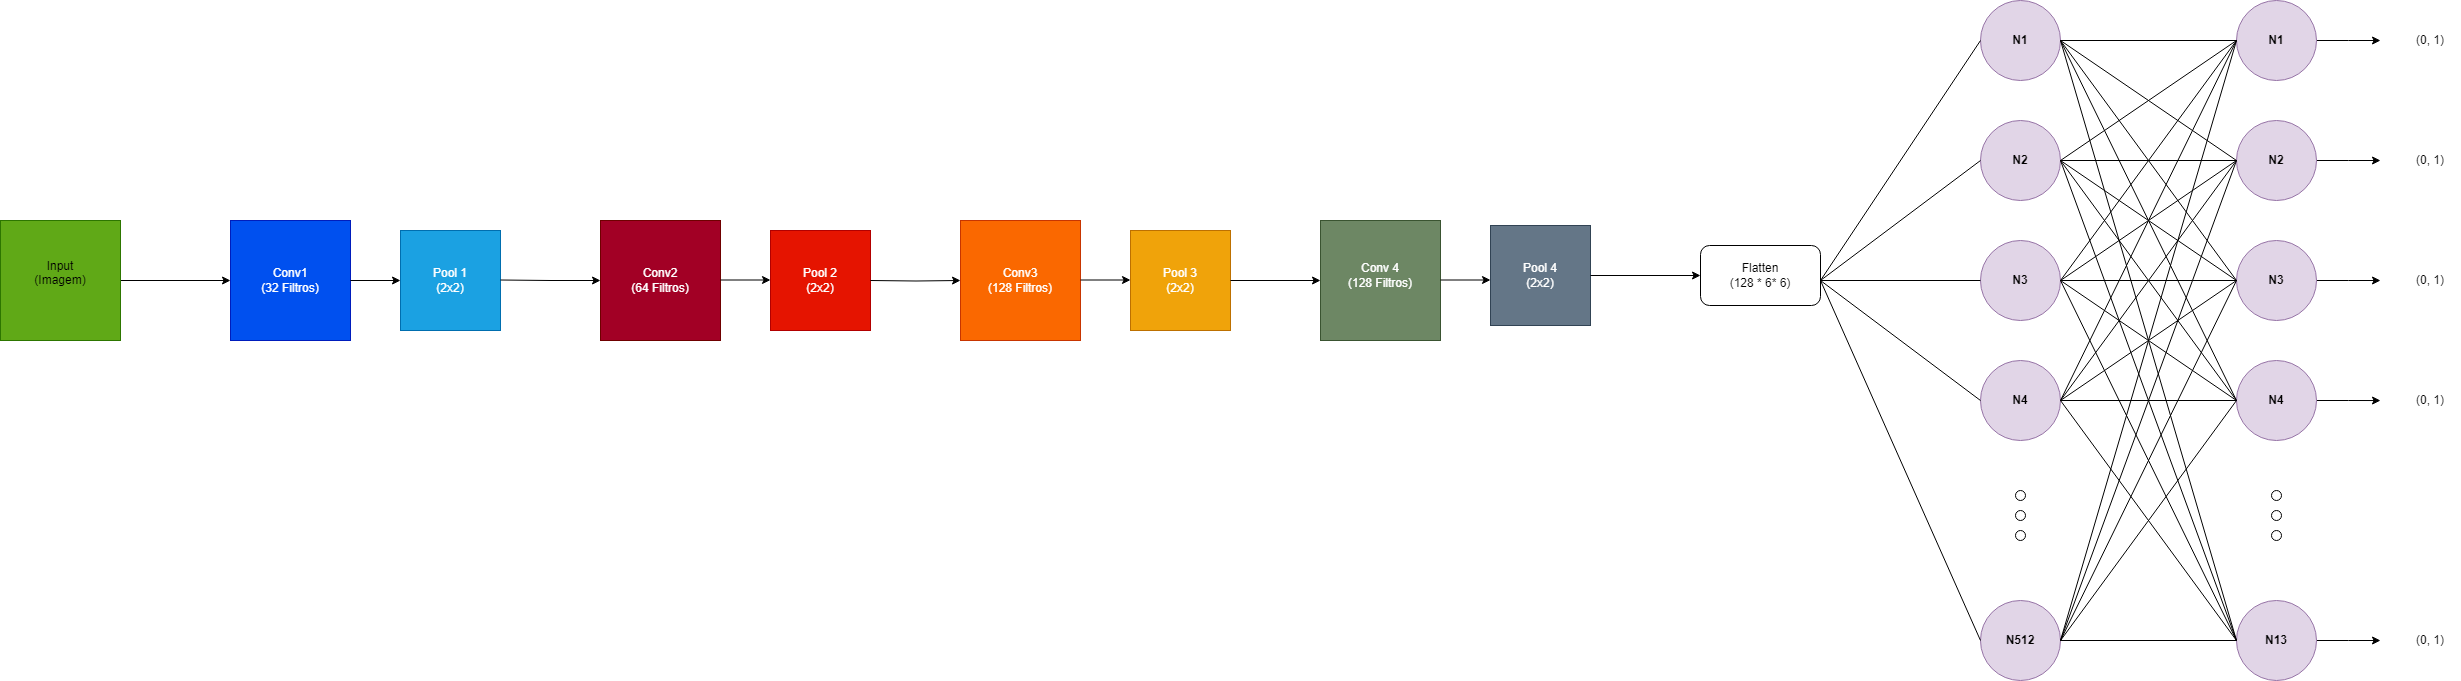 Input
(Imagem)
Conv1
(32 Filtros)
Pool 1
(2x2)
Conv2
(64 Filtros)
Pool 2
(2x2)
Conv3
(128 Filtros)
Pool 3
(2x2)
Conv 4
(128 Filtros)
Pool 4
(2x2)
Flatten
(128 * 6* 6)
N1
N2
N3
N4
N512
N1
N2
N3
N4
N13
(0, 1)
(0, 1)
(0, 1)
(0, 1)
(0, 1)